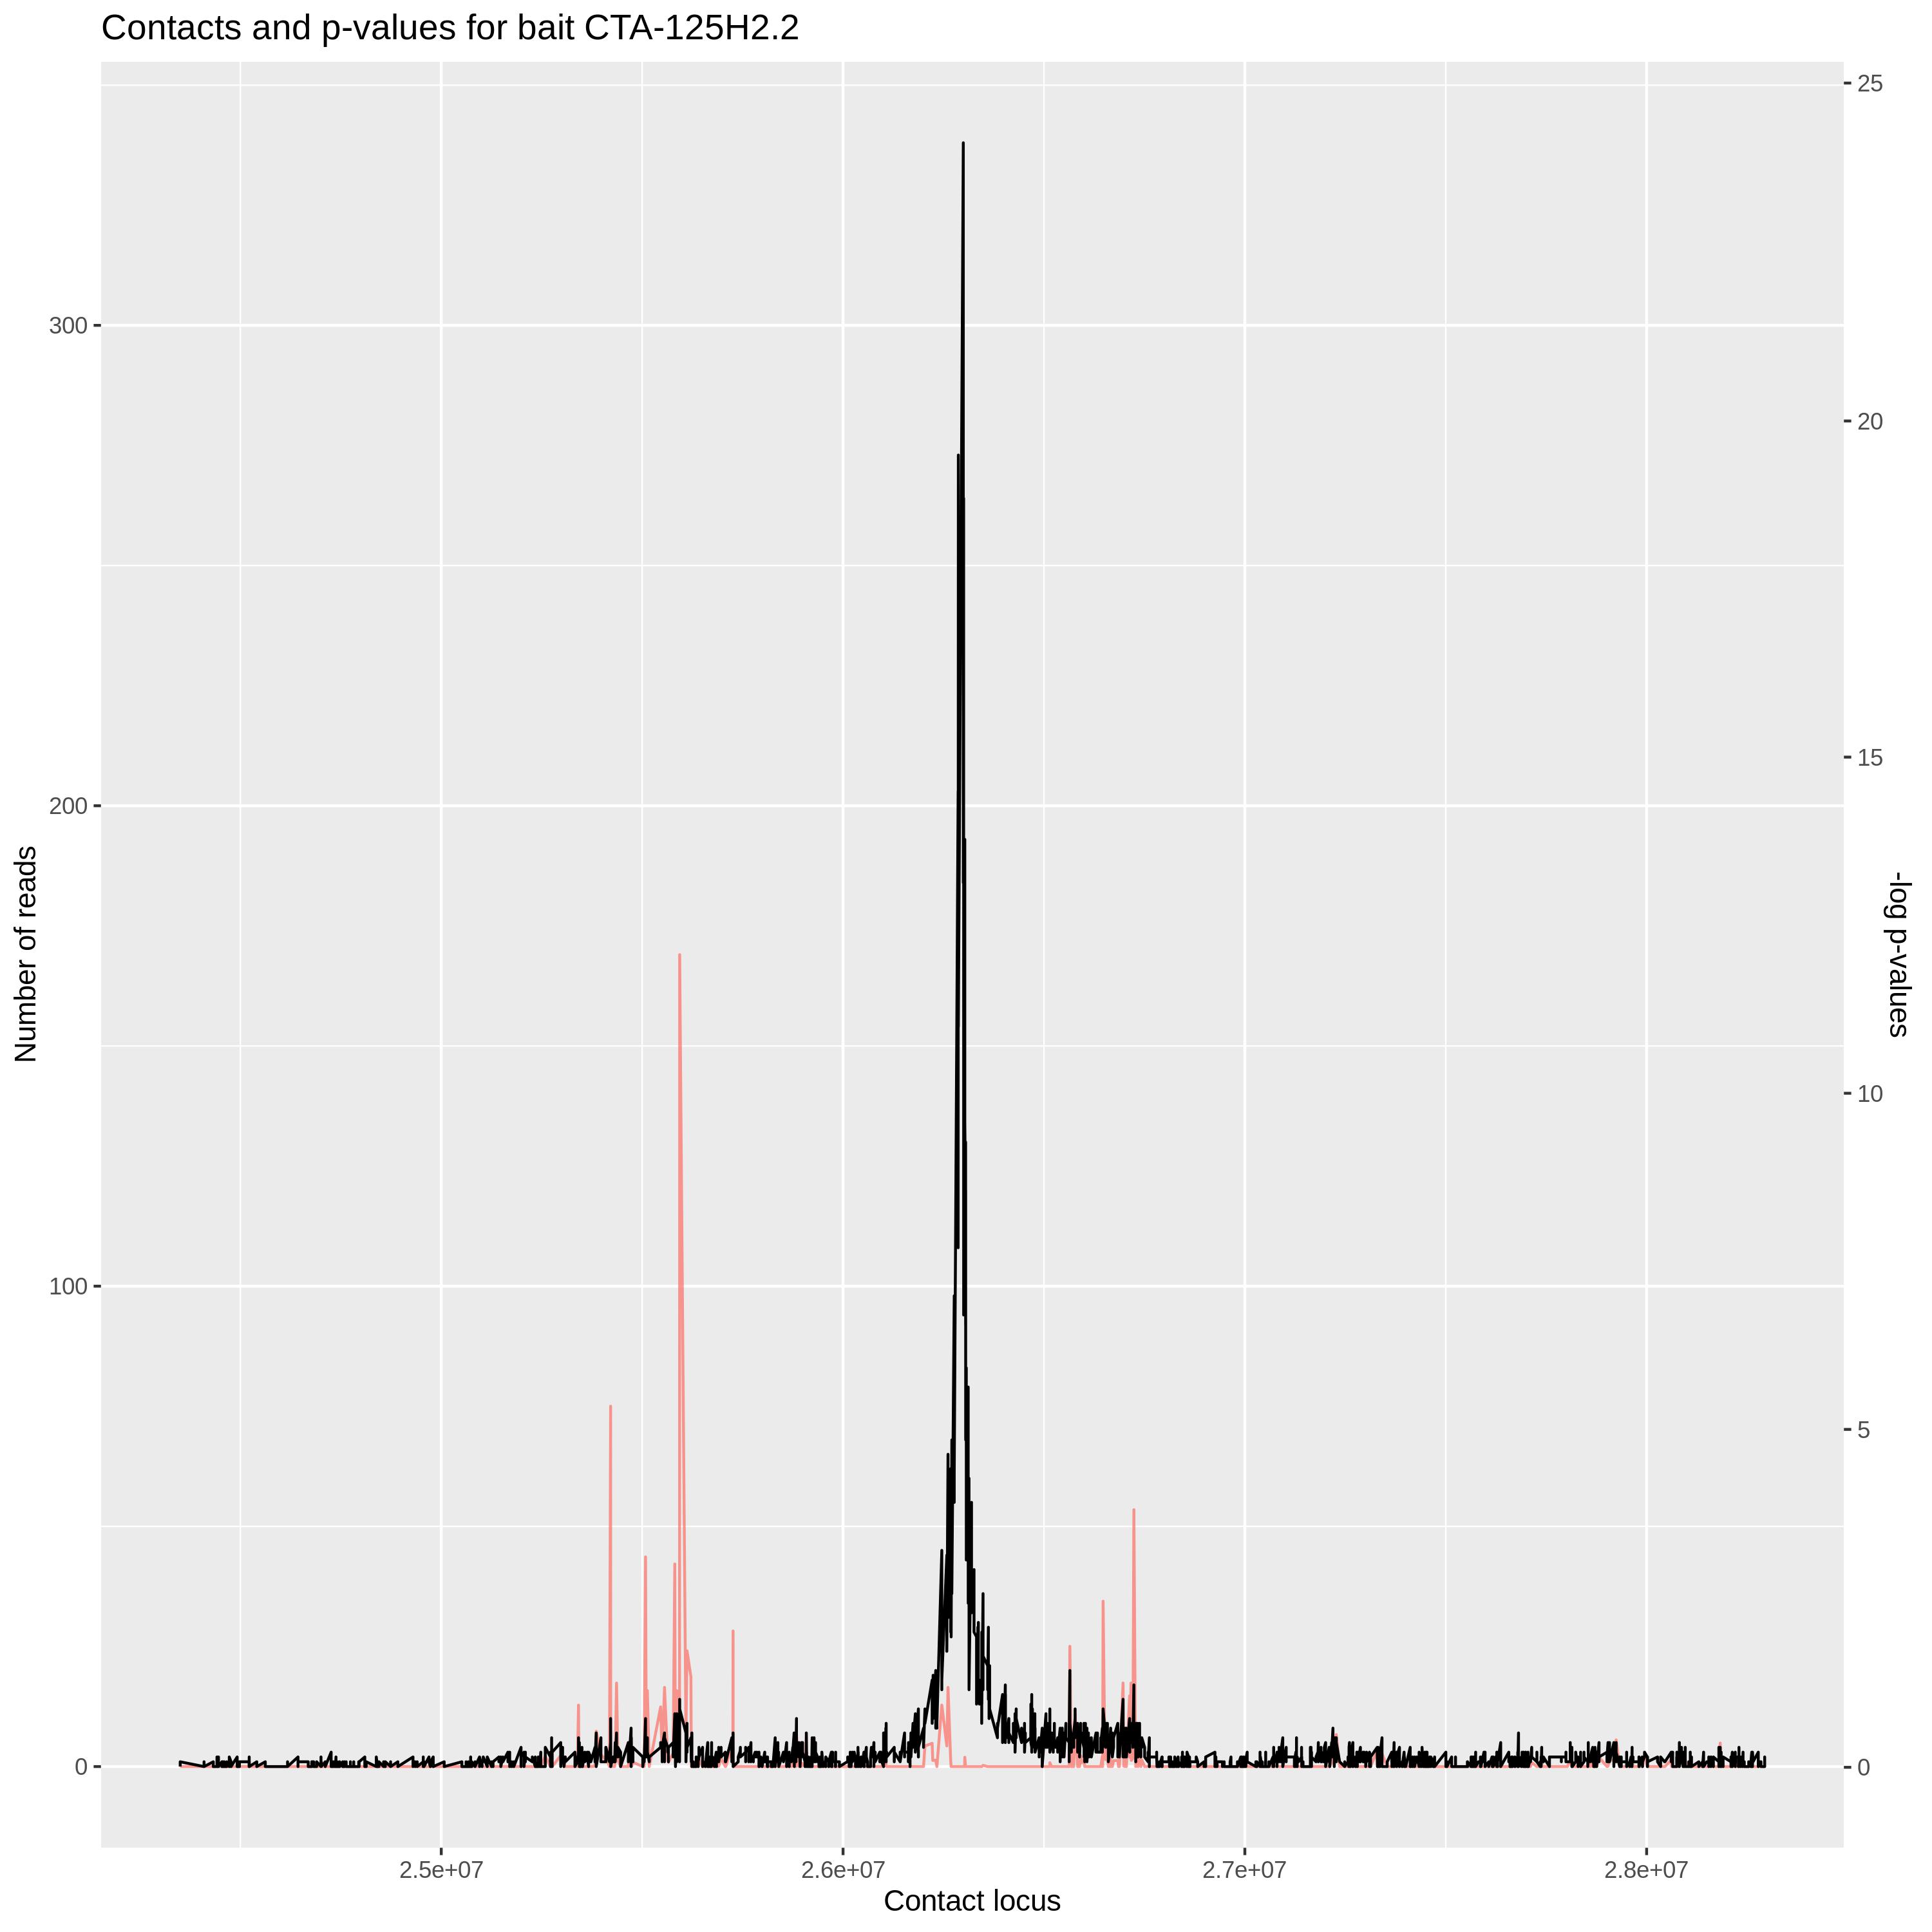 Contacts and p-values for bait CTA-125H2.2
25
20
15
10
5
0
-log p-values
300
200
100
0
Number of reads
2.5e+07 2.6e+07 2.7e+07 2.8e+07
Contact locus